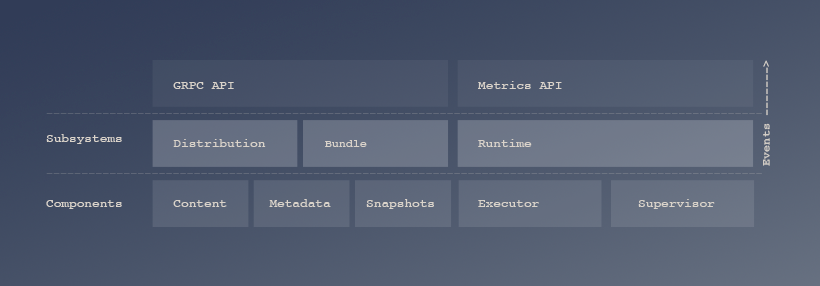 GRPC API
Metrics API
Subsystems
Distribution
Bundle
Runtime
Components
Content
Metadata
Snapshots
Executor
Supervisor
Events